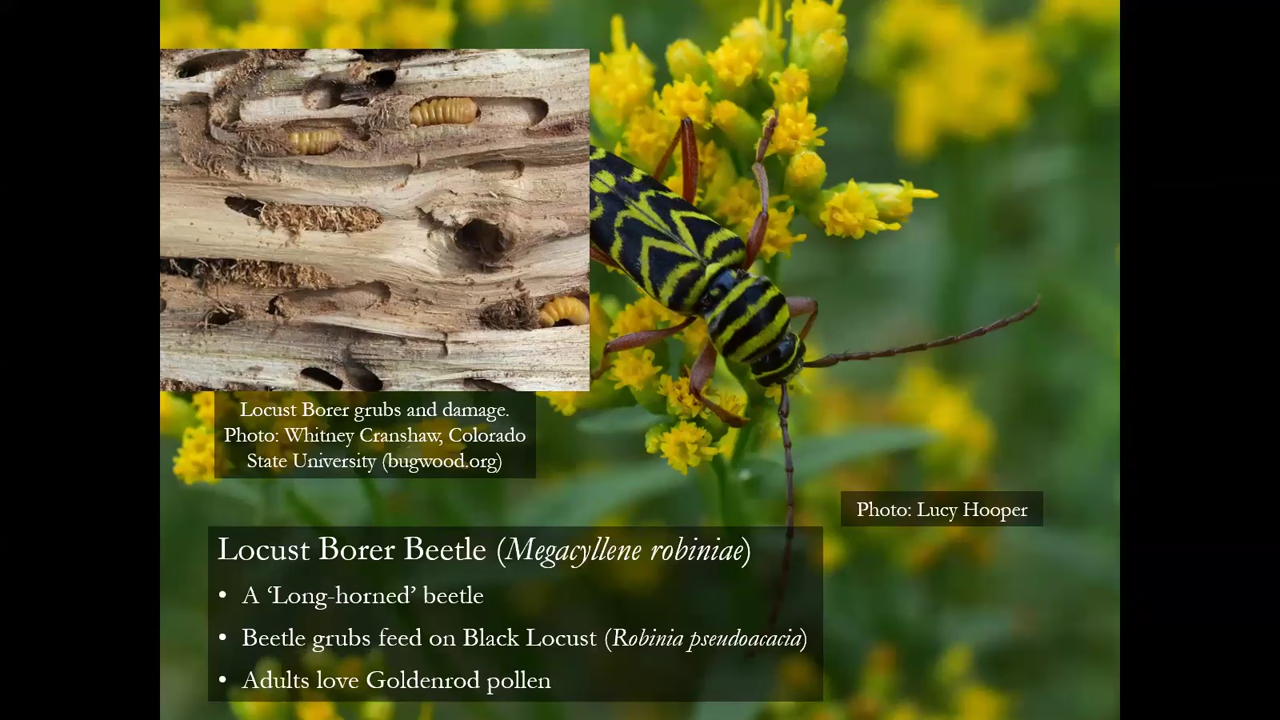 Locust Borer grubs and damage.
Photo: Whitney Cranshaw, Colorado
State University (bugwood.org)
Photo: Lucy Hooper
Locust Borer Beetle (Megacyllene robiniae)
• A ‘Long-horned’ beetle
• Beetle grubs feed on Black Locust (Robinia pseudoacacia)
• Adults love Goldenrod pollen